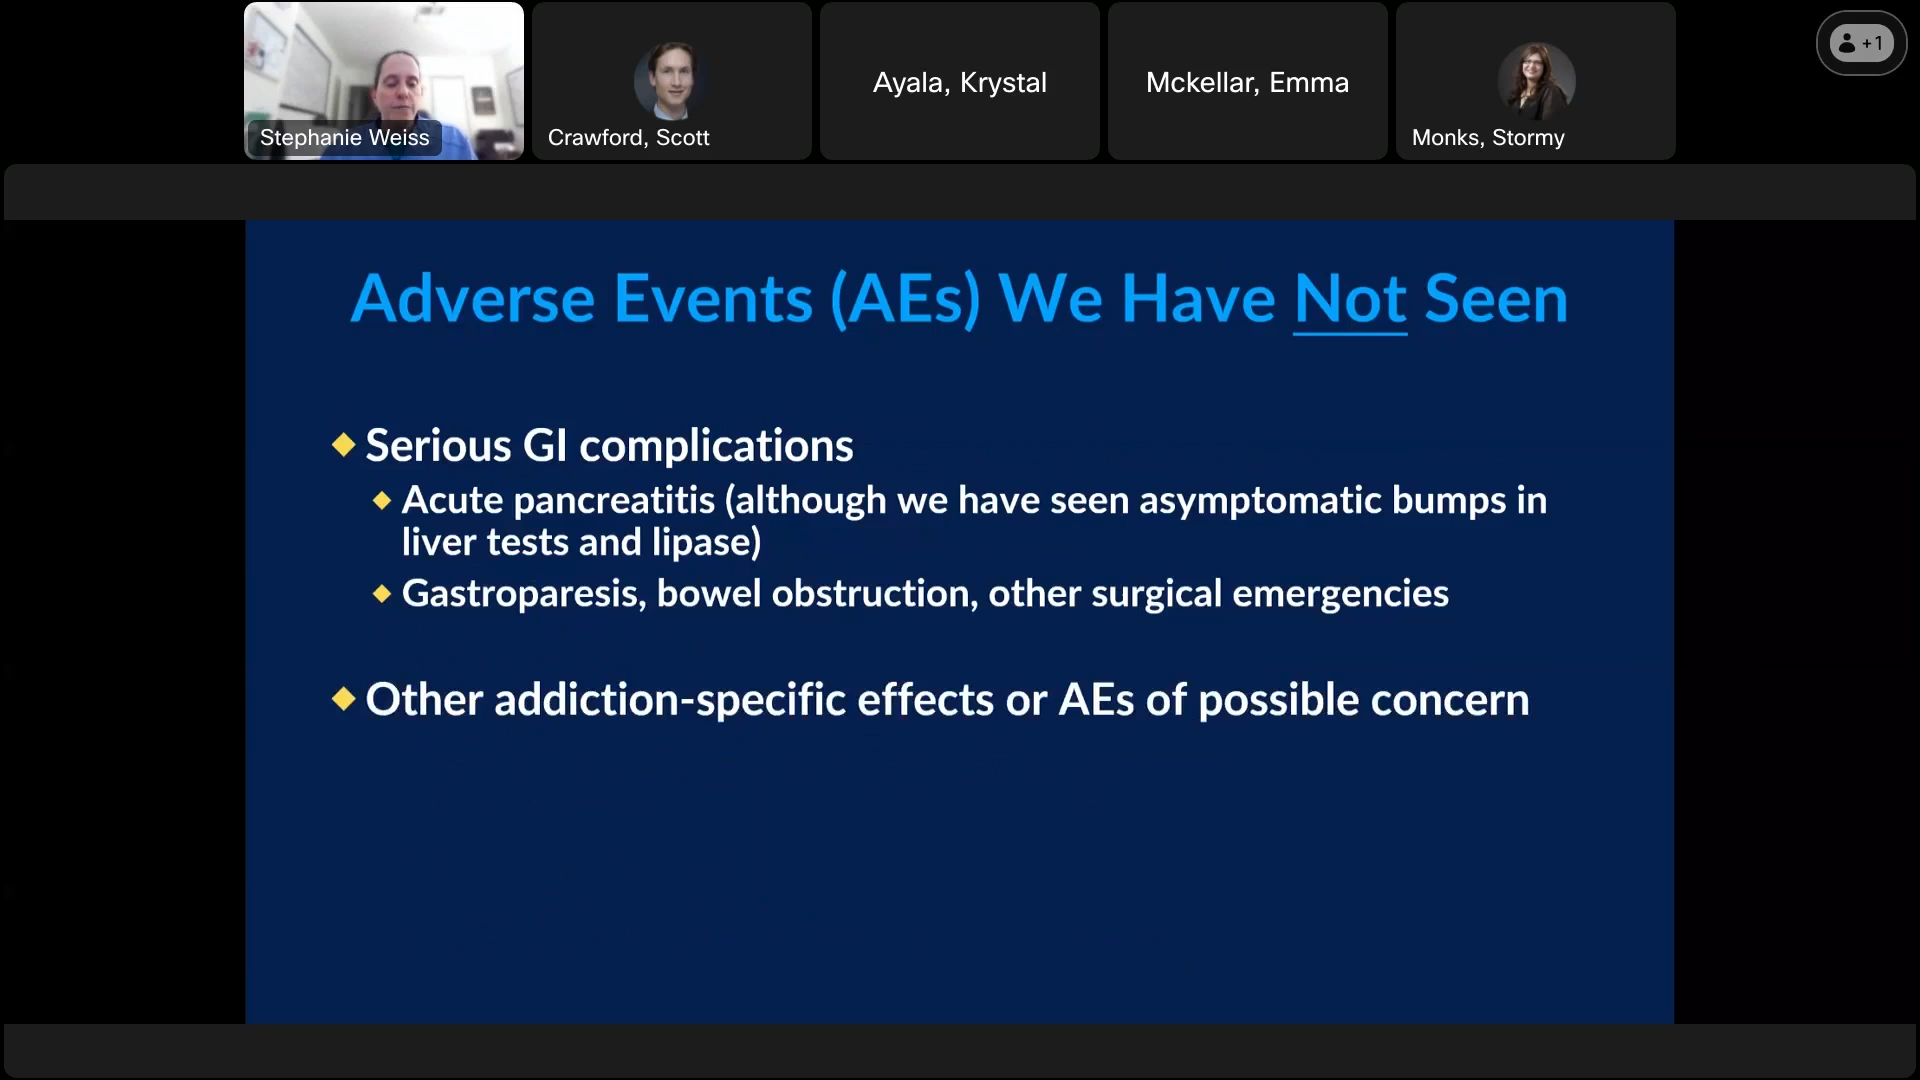 Stephanie Weiss
Crawford, Scott
Ayala, Krystal
Mckellar, Emma
Monks, Stormy
+1
Adverse Events (AEs) We Have Not Seen
Serious GI complications
Acute pancreatitis (although we have seen asymptomatic bumps in
liver tests and lipase)
Gastroparesis, bowel obstruction, other surgical emergencies
Other addiction-specific effects or AEs of possible concern